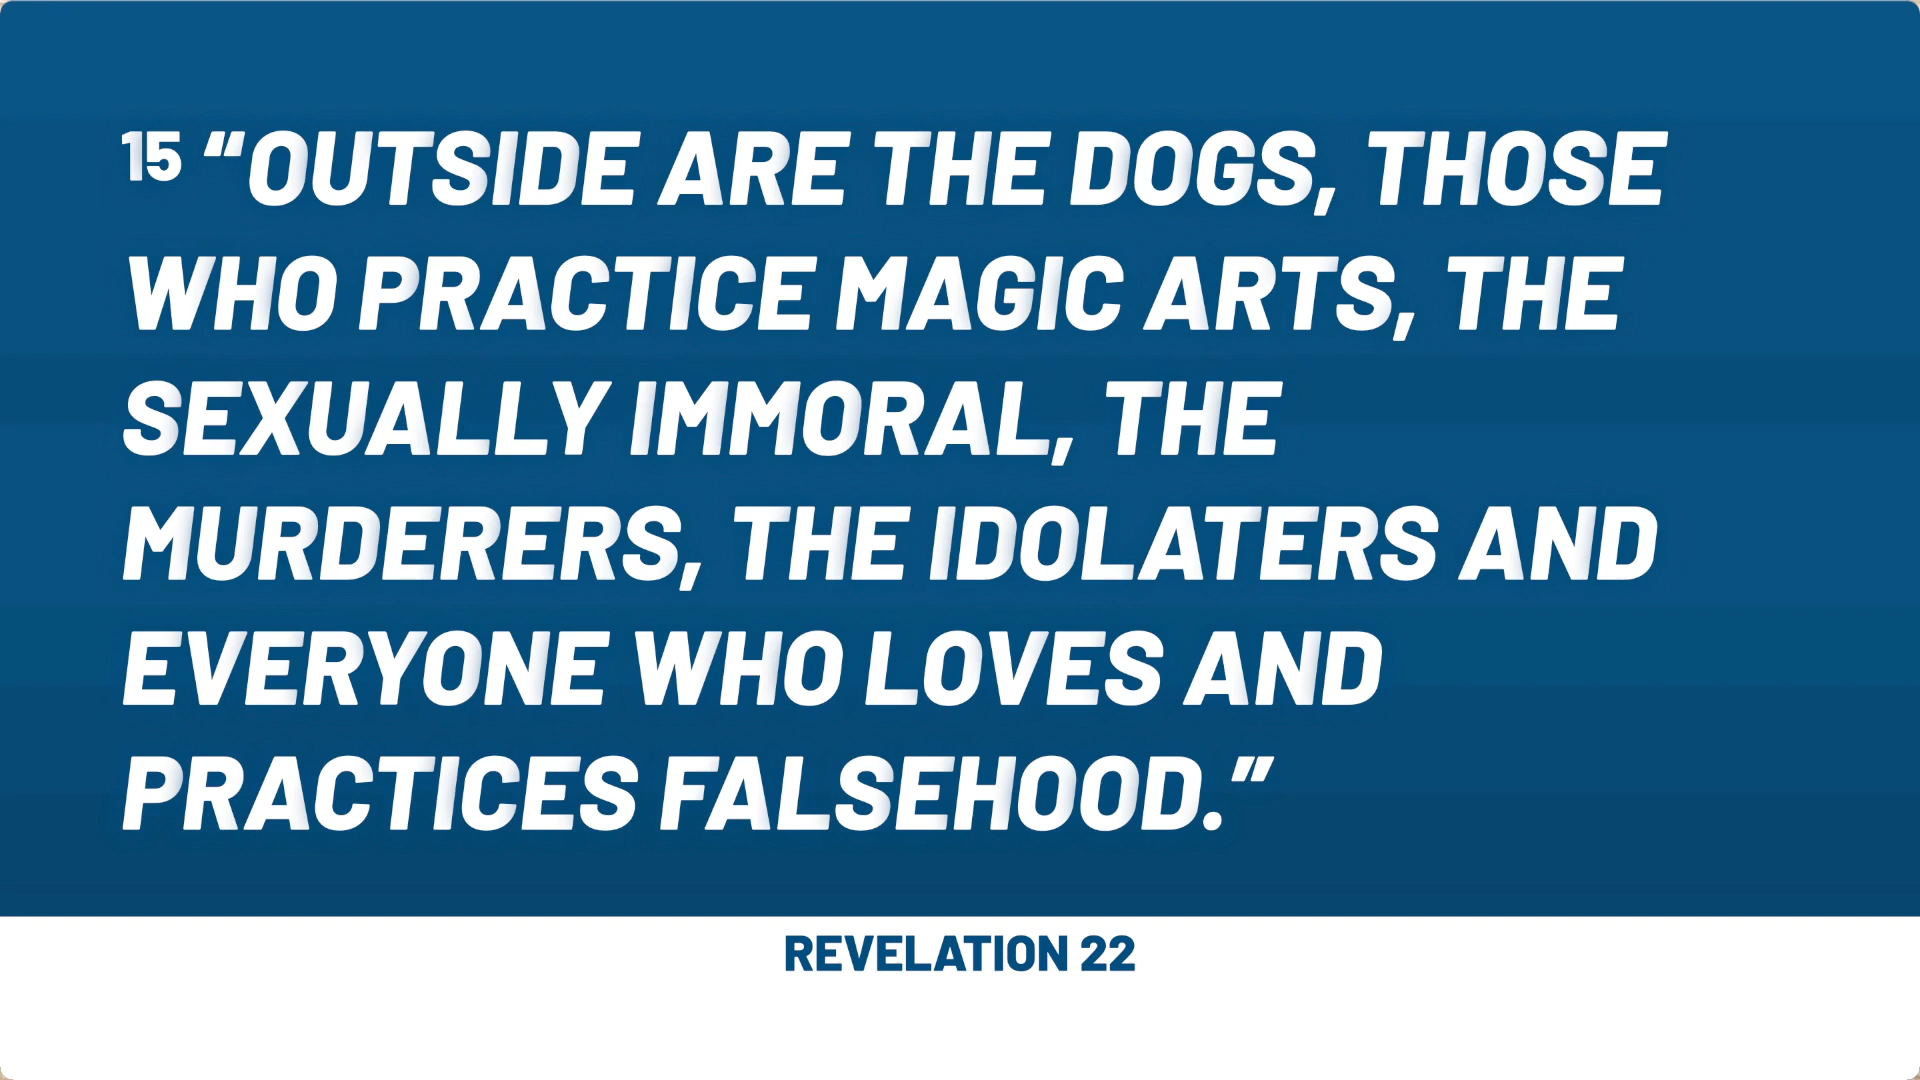 15 “OUTSIDE ARE THE DOGS, THOSE
WHO PRACTICE MAGIC ARTS, THE
SEXUALLY IMMORAL, THE
MURDERERS, THE IDOLATERS AND
EVERYONE WHO LOVES AND
PRACTICES FALSEHOOD.”
REVELATION 22